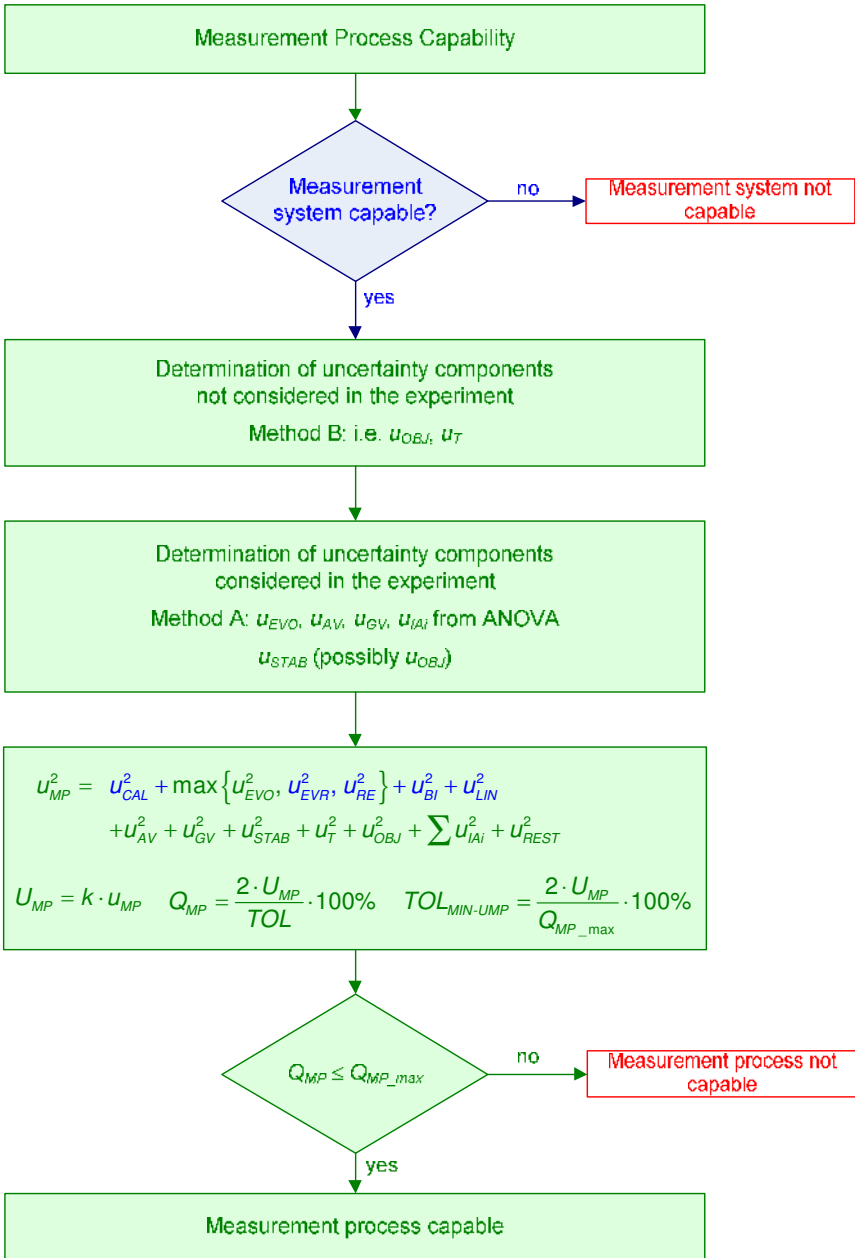 Measurement Process Capability
Measurement
system capable?
no
Measurement system not
capable
yes
Determination of uncertainty components
not considered in the experiment
Method B: i.e. u_OBJ, u_T
Determination of uncertainty components
considered in the experiment
Method A: u_EVO, u_AV, u_GV, u_IAi from ANOVA
u_STAB (possibly u_OBJ)
u²_MP = u²_CAL + max{u²_EVO, u²_EVR, u²_RE} + u²_BI + u²_LIN
+u²_AV + u²_GV + u²_STAB + u²_T + u²_OBJ + ∑ u²_IAi + u²_REST
U_MP = k · u_MP   Q_MP = (2 · U_MP / TOL) · 100%   TOL_MIN-UMP = (2 · U_MP / Q_MP_max) · 100%
Q_MP ≤ Q_MP_max
no
Measurement process not
capable
yes
Measurement process capable